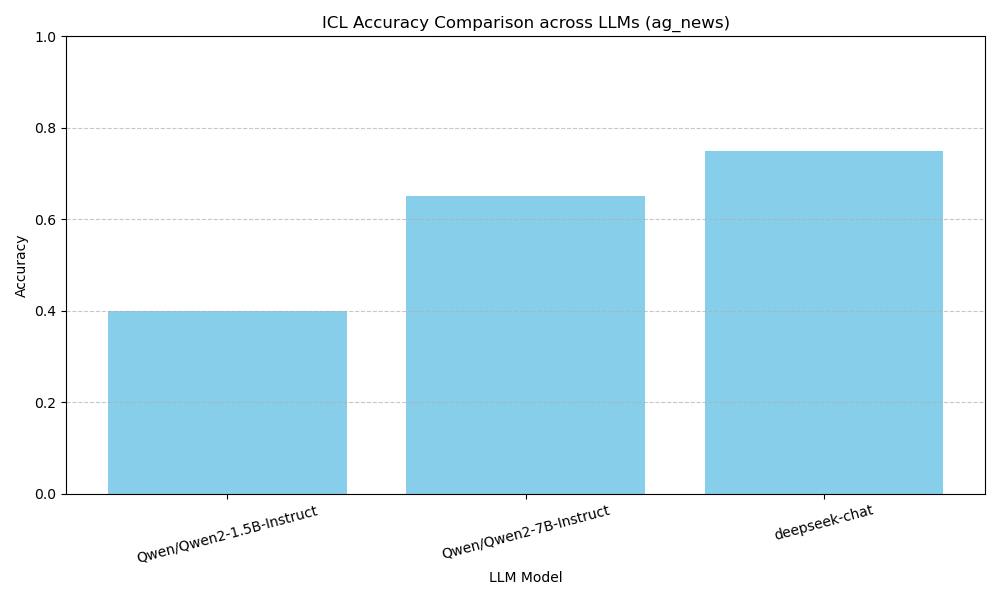 ICL Accuracy Comparison across LLMs (ag_news)
1.0
0.8
0.6
0.4
0.2
0.0
Accuracy
Qwen/Qwen2-1.5B-Instruct
Qwen/Qwen2-7B-Instruct
deepseek-chat
LLM Model